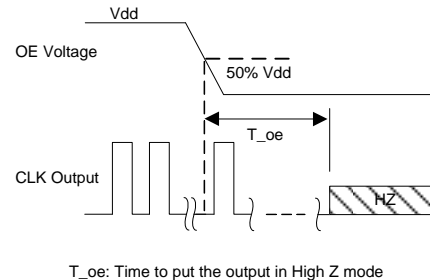 Vdd
OE Voltage
50% Vdd
T_oe
CLK Output
HZ
T_oe: Time to put the output in High Z mode